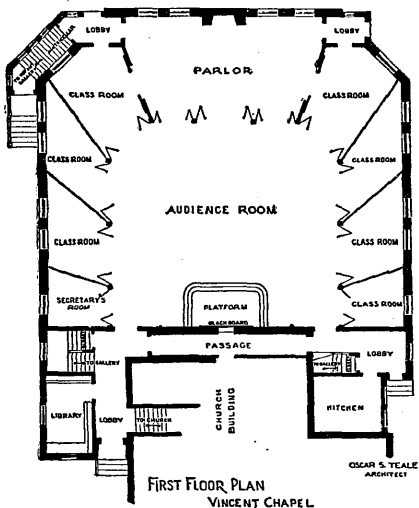 LOBBY
LOBBY
PARLOR
CLASS ROOM
CLASS ROOM
CLASS ROOM
CLASS ROOM
AUDIENCE ROOM
CLASS ROOM
CLASS ROOM
SECRETARY'S
ROOM
CLASS ROOM
PLATFORM
BLACKBOARD
PASSAGE
TO GALLERY
TO GALLERY
LOBBY
LIBRARY
LOBBY
TO CHURCH
CHURCH
BUILDING
KITCHEN
OSCAR S. TEALE
ARCHITECT
FIRST FLOOR PLAN
VINCENT CHAPEL